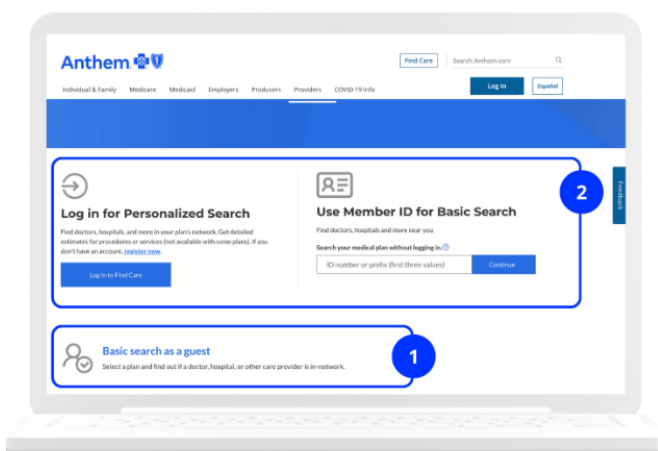 Anthem
Find Care
Search Anthem.com
Individual & Family Medicare Medicaid Employers Producers Providers COVID-19 Info
Log In
Español
Feedback
2
Log in for Personalized Search
Find doctors, hospitals, and more in your plan's network. Get detailed
estimates for procedures or services (not available with some plans). If you
don't have an account, register now.
Log In to Find Care
Use Member ID for Basic Search
Find doctors, hospitals and more near you.
Search your medical plan without logging in.
ID number or prefix (first three values)
Continue
Basic search as a guest
Select a plan and find out if a doctor, hospital, or other care provider is in-network.
1